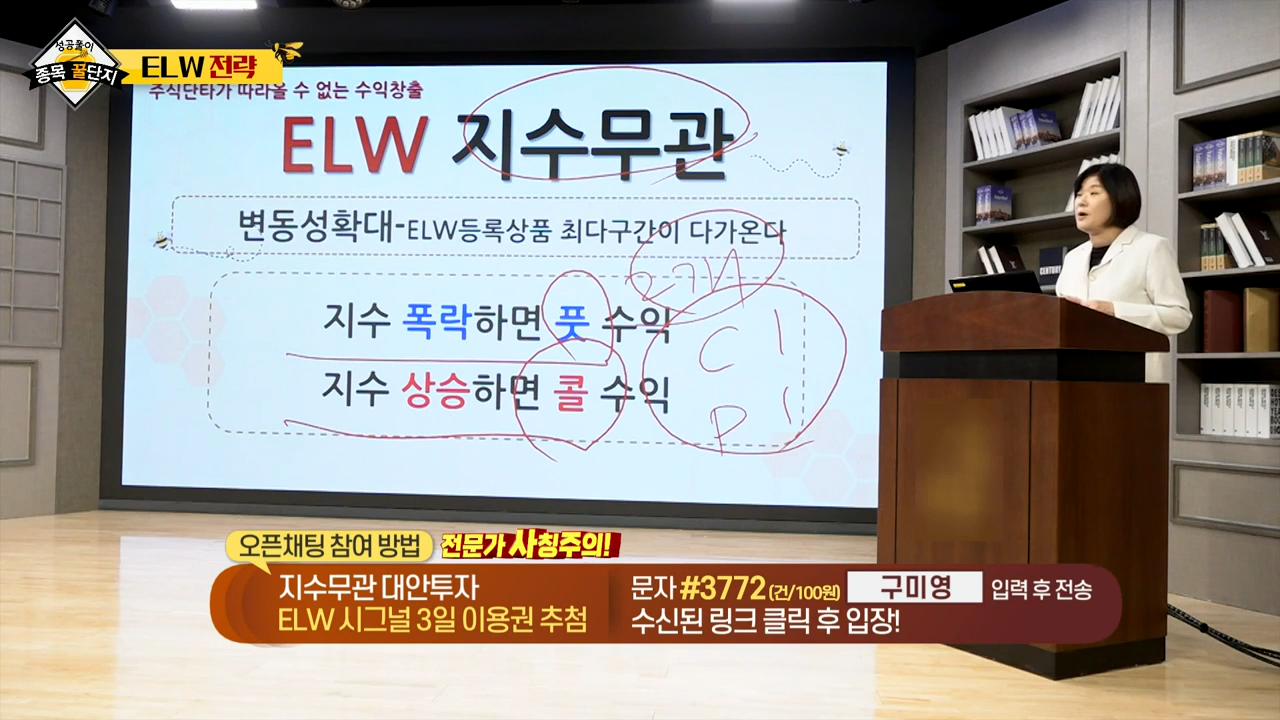 성공풀이
종목 꿀단지
ELW전략
주식단타가 따라올 수 없는 수익창출
ELW 지수무관
변동성확대-ELW등록상품 최다구간이 다가온다
지수 폭락하면 풋 수익
지수 상승하면 콜 수익
C
P
CENTURY
오픈채팅 참여 방법
전문가 사칭주의!
지수무관 대안투자
ELW 시그널 3일 이용권 추첨
문자 #3772(건/100원) 구미영 입력 후 전송
수신된 링크 클릭 후 입장!